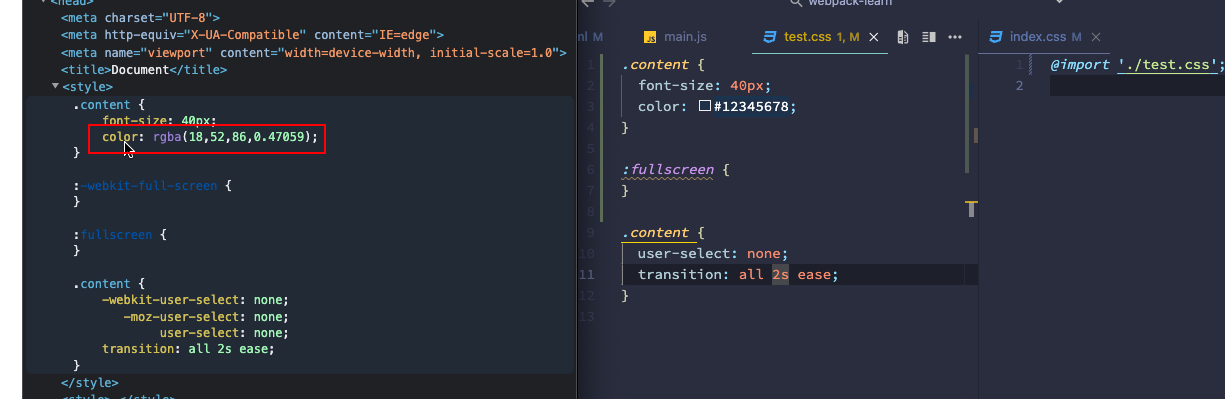 <head>
<meta charset="UTF-8">
<meta http-equiv="X-UA-Compatible" content="IE=edge">
<meta name="viewport" content="width=device-width, initial-scale=1.0">
<title>Document</title>
<style>
.content {
font-size: 40px;
color: rgba(18,52,86,0.47059);
}
:-webkit-full-screen {
}
:fullscreen {
}
.content {
-webkit-user-select: none;
-moz-user-select: none;
user-select: none;
transition: all 2s ease;
}
</style>
<style>…</style>
webpack-learn
nl M
main.js
test.css 1, M
1 .content {
2 font-size: 40px;
3 color: #12345678;
4 }
5
6 :fullscreen {
7 }
8
9 .content {
10 user-select: none;
11 transition: all 2s ease;
12 }
13
index.css M
1 @import './test.css';
2